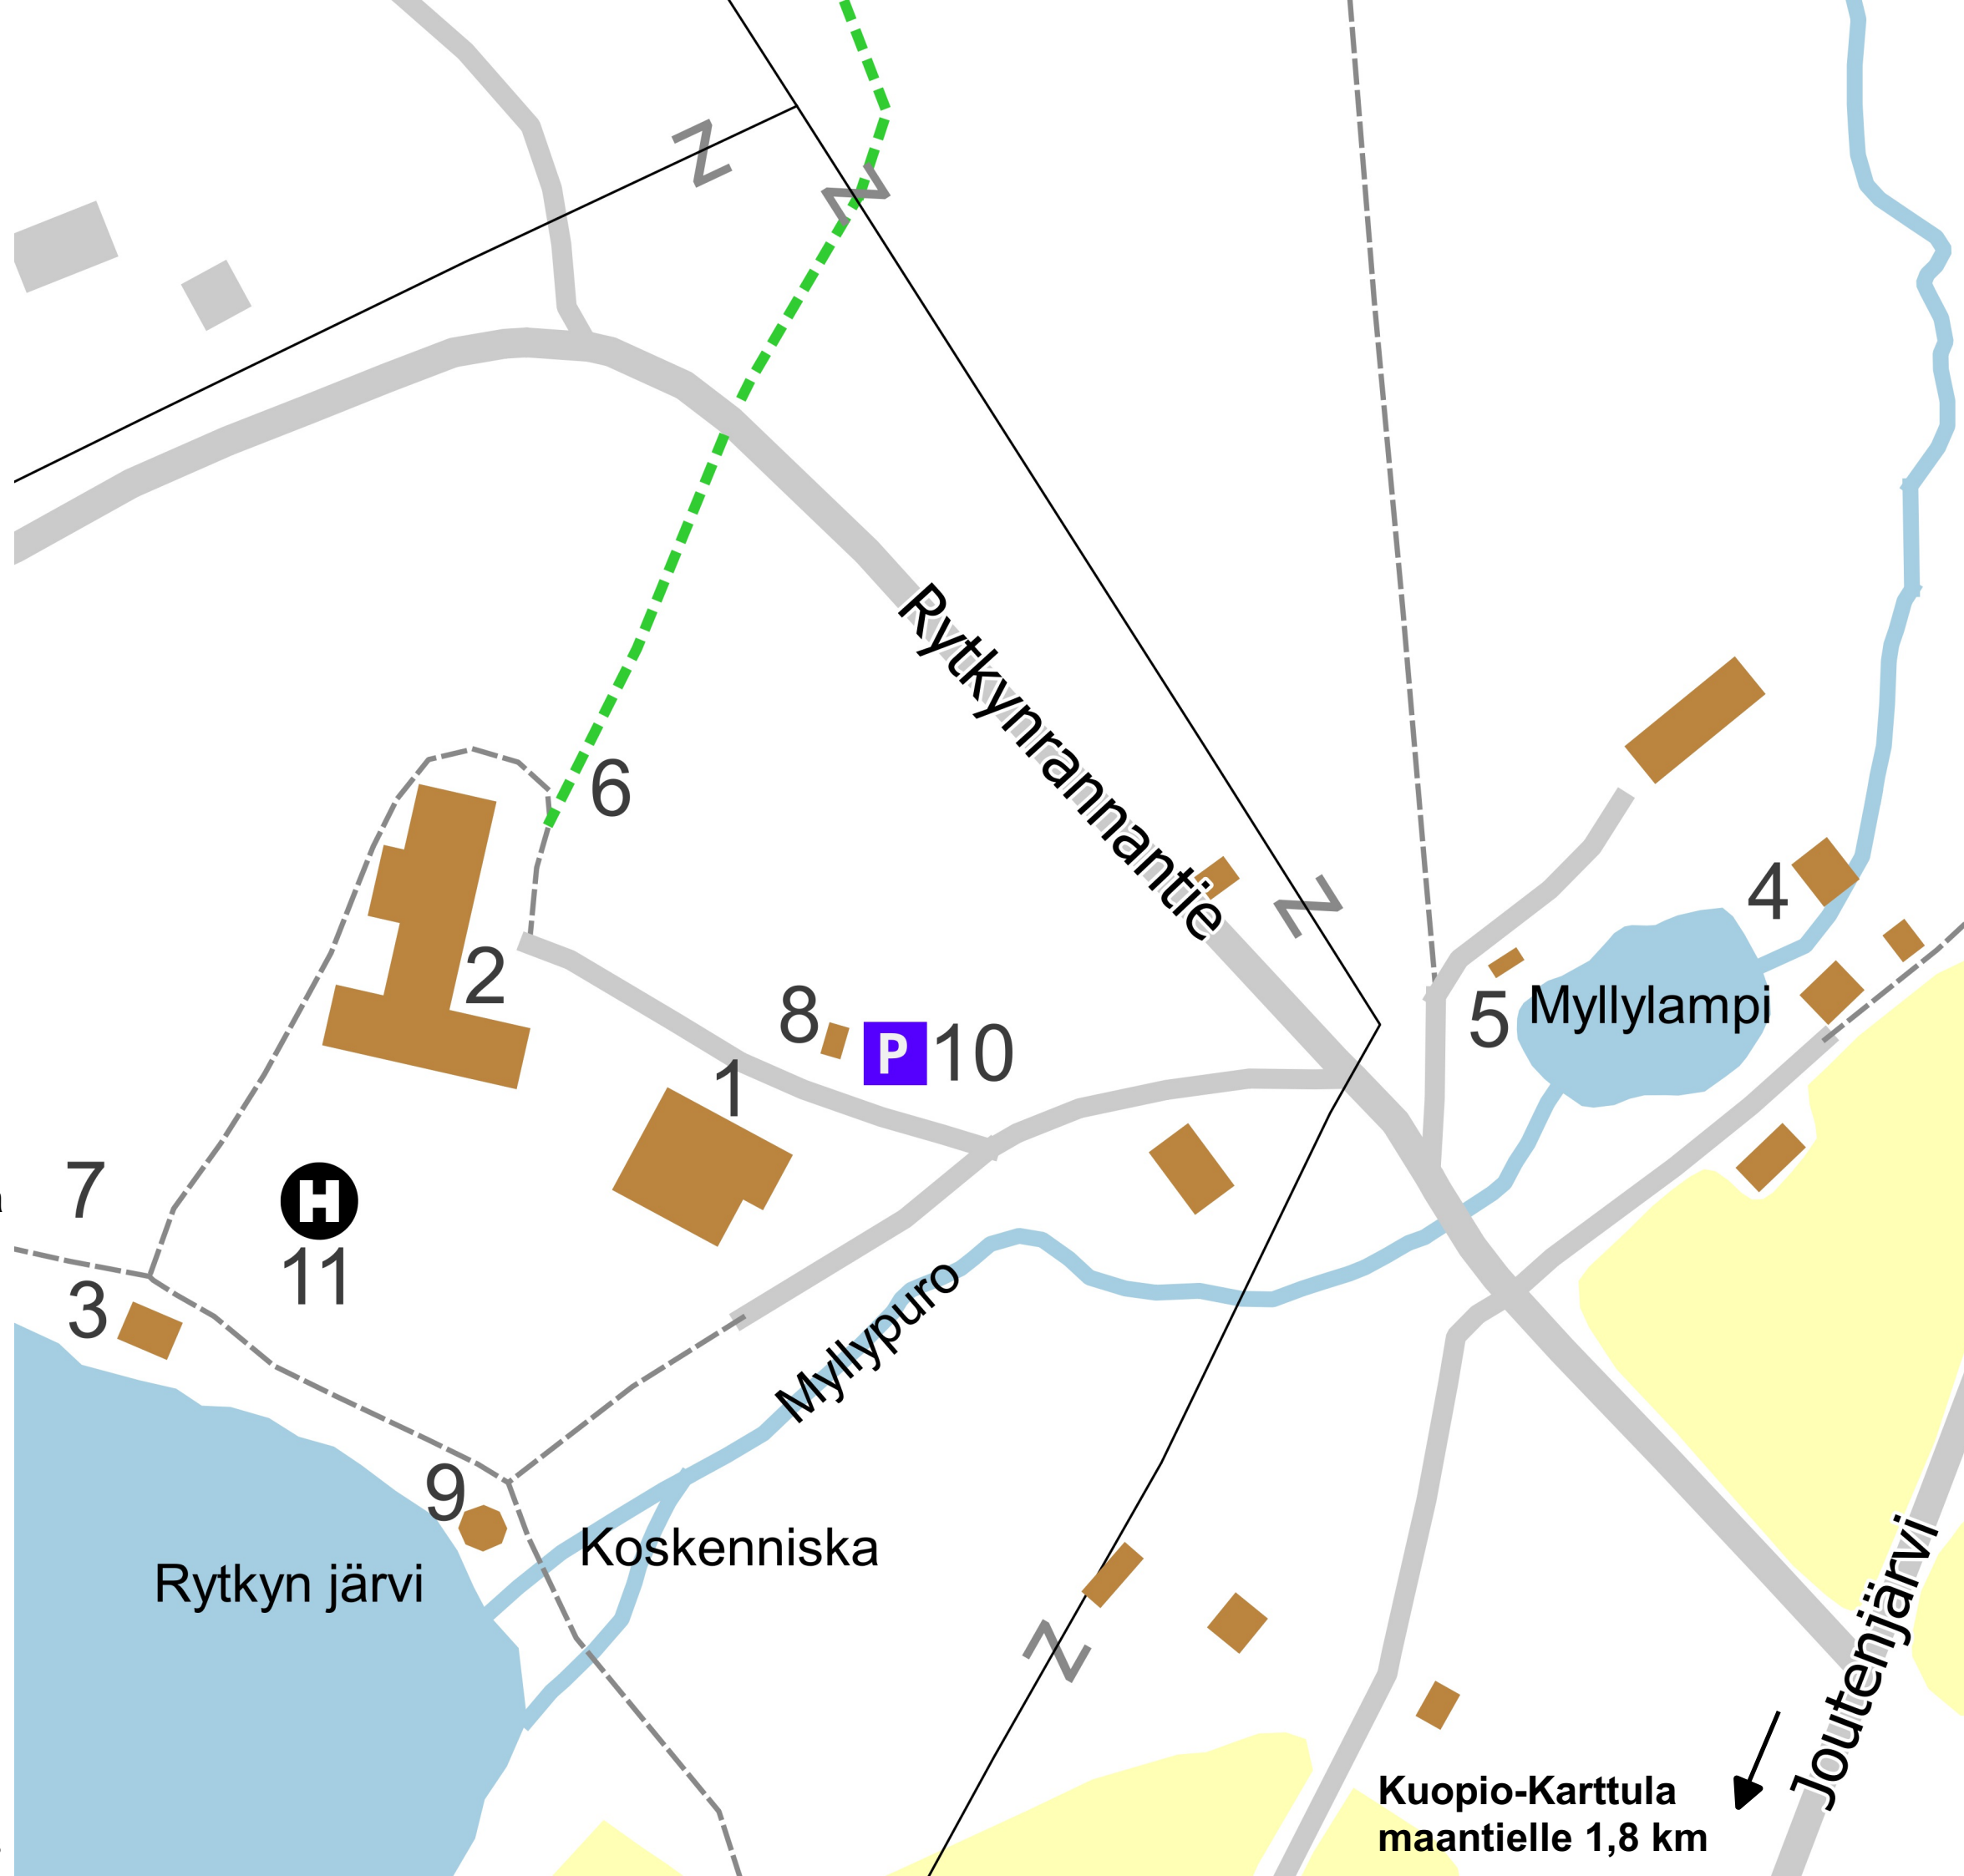 Rytkynrannantie
6
4
2
8
P
10
5
Myllylampi
1
7
H
11
3
Myllypuro
9
Koskenniska
Rytkyn järvi
Joutenjärvi
Kuopio-Karttula
maantielle 1,8 km